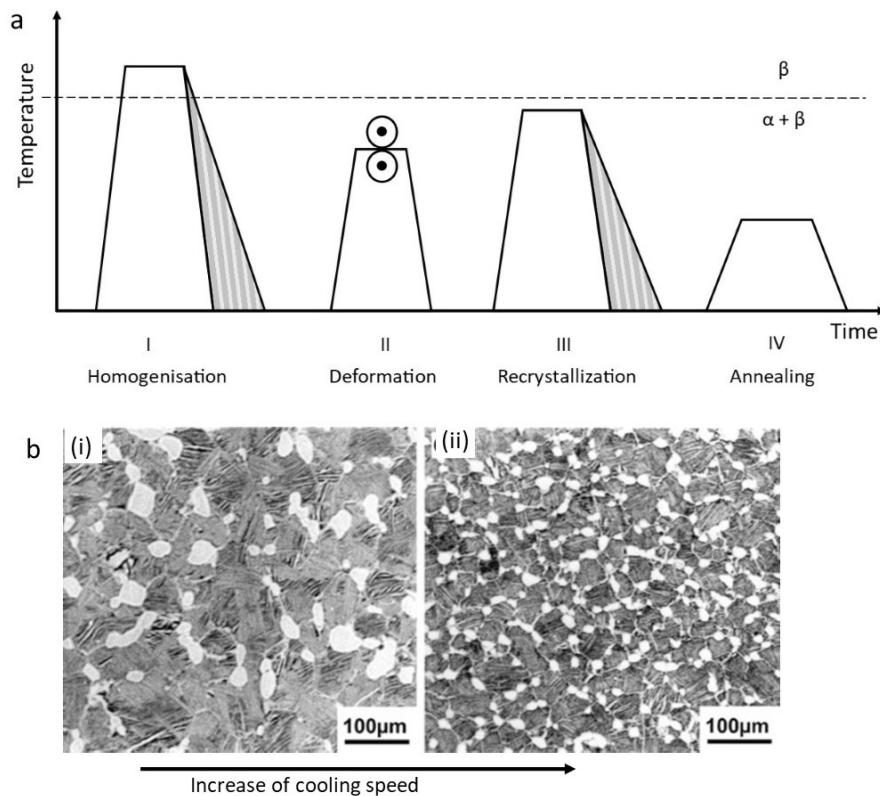 a
Temperature
β
α + β
Time
I
II
III
IV
Homogenisation
Deformation
Recrystallization
Annealing
b
(i)
(ii)
100µm
100µm
Increase of cooling speed